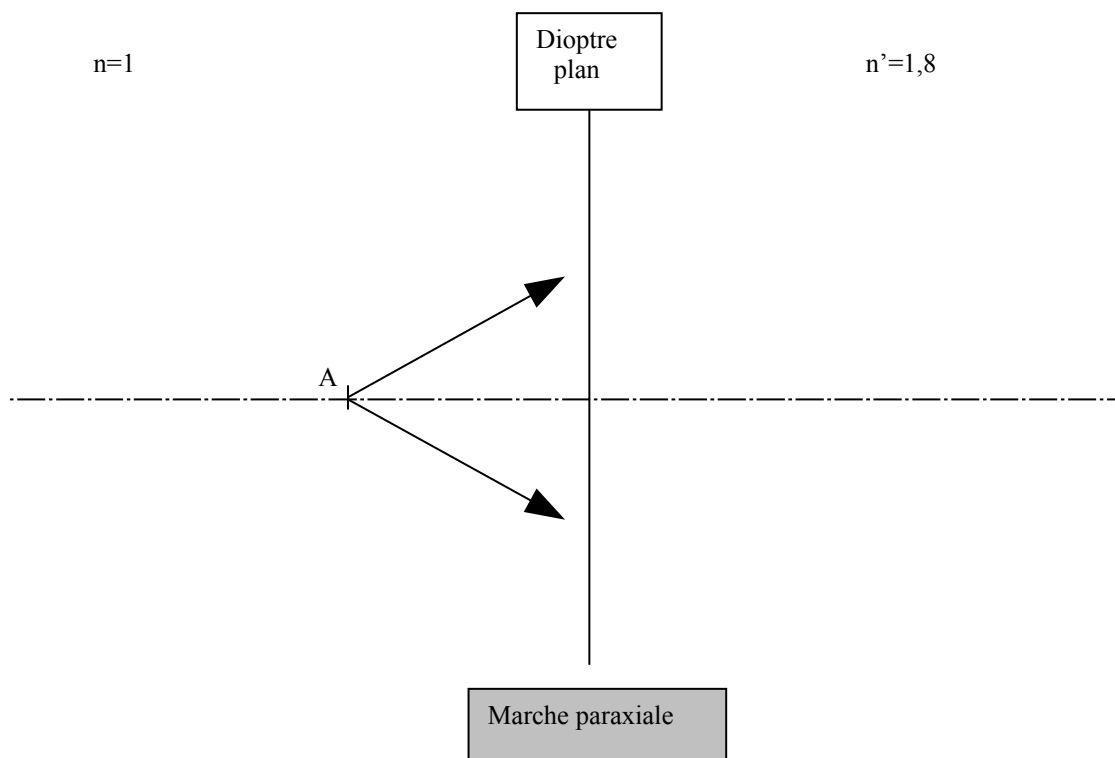 n=1
Dioptre
plan
n’=1,8
A
Marche paraxiale